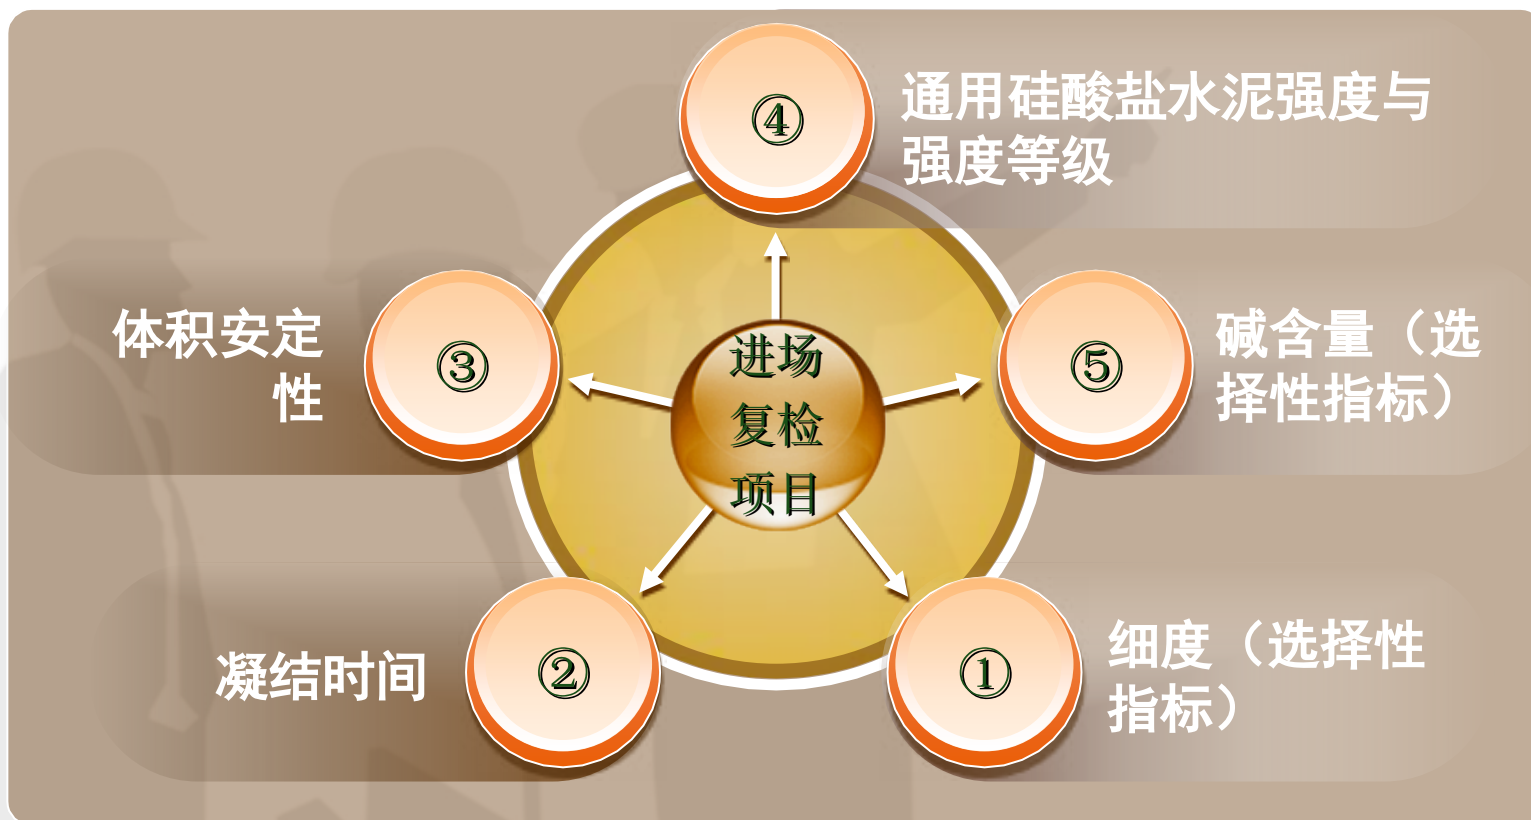 ④
通用硅酸盐水泥强度与
强度等级
③
体积安定
性
进场
复检
项目
⑤
碱含量（选
择性指标）
②
凝结时间
①
细度（选择性
指标）